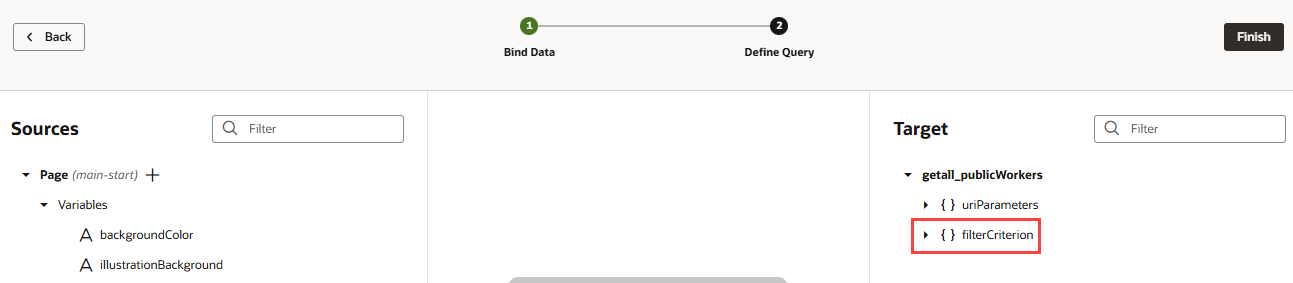 Back
1
2
Bind Data
Define Query
Finish
Sources
Filter
Page (main-start)
Variables
backgroundColor
illustrationBackground
Target
Filter
getall_publicWorkers
{ } uriParameters
{ } filterCriterion